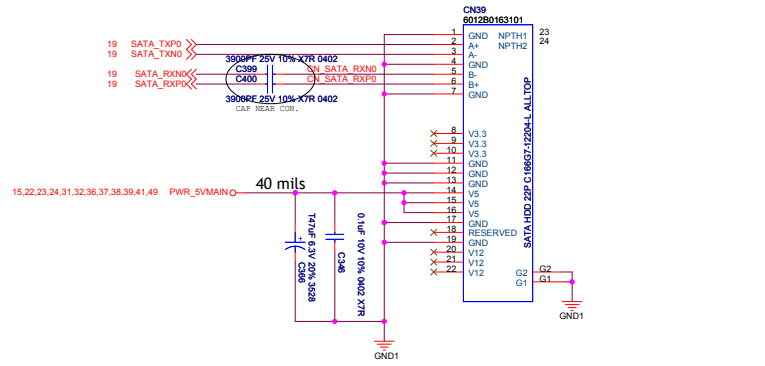 CN39
6012B0163101
19 SATA_TXP0
19 SATA_TXN0
19 SATA_RXN0
19 SATA_RXP0
3900PF 25V 10% X7R 0402
C399
C400
3900PF 25V 10% X7R 0402
CAP NEAR CON.
CN_SATA_RXN0
CN_SATA_RXP0
1 GND NPTH1 23
2 A+ NPTH2 24
3 A-
4 GND
5 B-
6 B+
7 GND
8 V3.3
9 V3.3
10 V3.3
11 GND
12 GND
13 GND
14 V5
15 V5
16 V5
17 GND
18 RESERVED
19 GND
20 V12 G2 G2
21 V12 G1 G1
22 V12
SATA HDD 22P C166G7-12204-L ALLTOP
40 mils
15,22,23,24,31,32,36,37,38,39,41,49 PWR_5VMAIN
+
T47uF 6.3V 20% 3528
C366
C346
0.1uF 10V 10% 0402 X7R
GND1
GND1